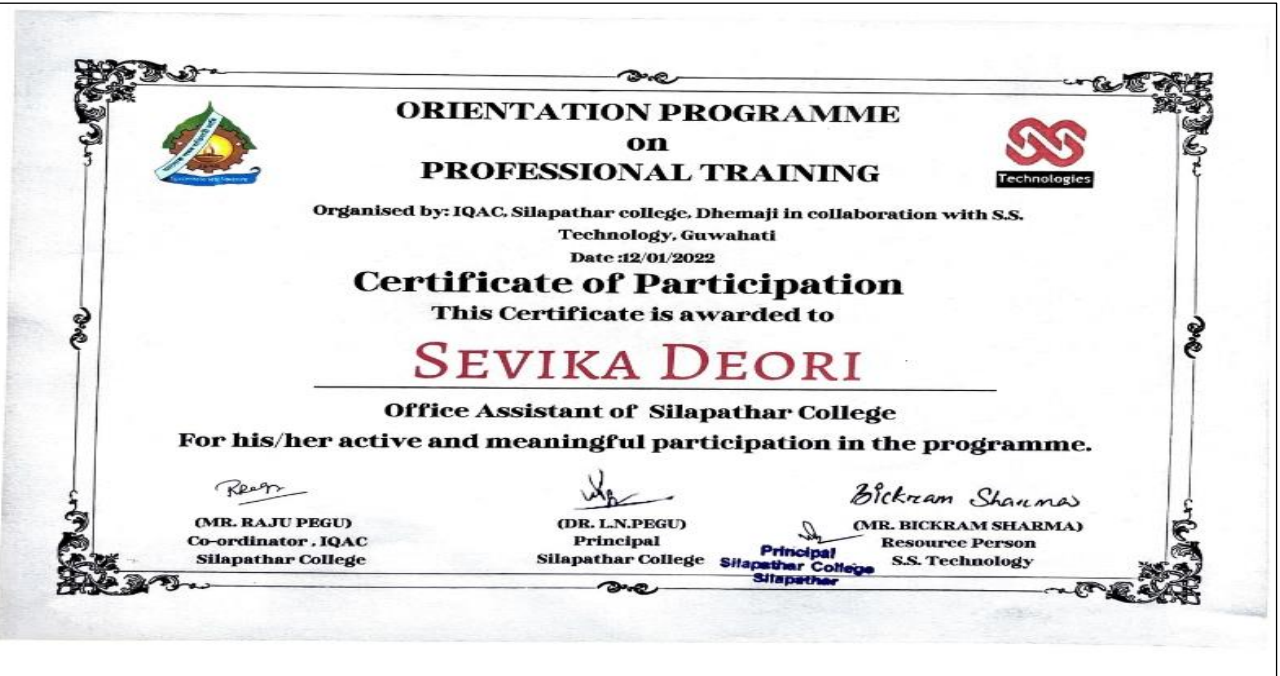 ORIENTATION PROGRAMME
on
PROFESSIONAL TRAINING
Technologies
Organised by: IQAC, Silapathar college, Dhemaji in collaboration with S.S.
Technology, Guwahati
Date :12/01/2022
Certificate of Participation
This Certificate is awarded to
SEVIKA DEORI
Office Assistant of Silapathar College
For his/her active and meaningful participation in the programme.
Bickram Sharma
(MR. RAJU PEGU)
Co-ordinator , IQAC
Silapathar College
(DR. L.N.PEGU)
Principal
Silapathar College
Principal
Silapathar College
Silapathar
(MR. BICKRAM SHARMA)
Resource Person
S.S. Technology